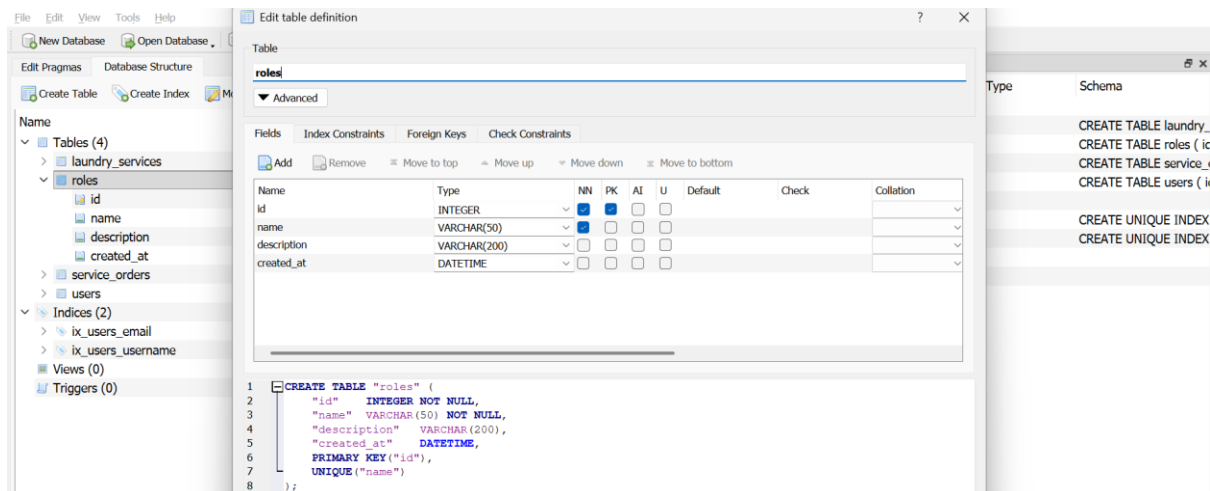 File Edit View Tools Help
Edit table definition ? ×
New Database Open Database
Table
Edit Pragmas Database Structure
roles
Create Table Create Index
Type Schema
Advanced
Name
CREATE TABLE laundry_
Tables (4)
Fields Index Constraints Foreign Keys Check Constraints
CREATE TABLE roles ( ic
laundry_services
CREATE TABLE service_
Add Remove Move to top Move up Move down Move to bottom
roles
CREATE TABLE users ( i
id
Name Type NN PK AI U Default Check Collation
name
id INTEGER
CREATE UNIQUE INDEX
description
name VARCHAR(50)
CREATE UNIQUE INDEX
created_at
description VARCHAR(200)
service_orders
created_at DATETIME
users
Indices (2)
ix_users_email
ix_users_username
Views (0)
Triggers (0)
1 CREATE TABLE "roles" (
2 "id" INTEGER NOT NULL,
3 "name" VARCHAR(50) NOT NULL,
4 "description" VARCHAR(200),
5 "created_at" DATETIME,
6 PRIMARY KEY("id"),
7 UNIQUE("name")
8 );